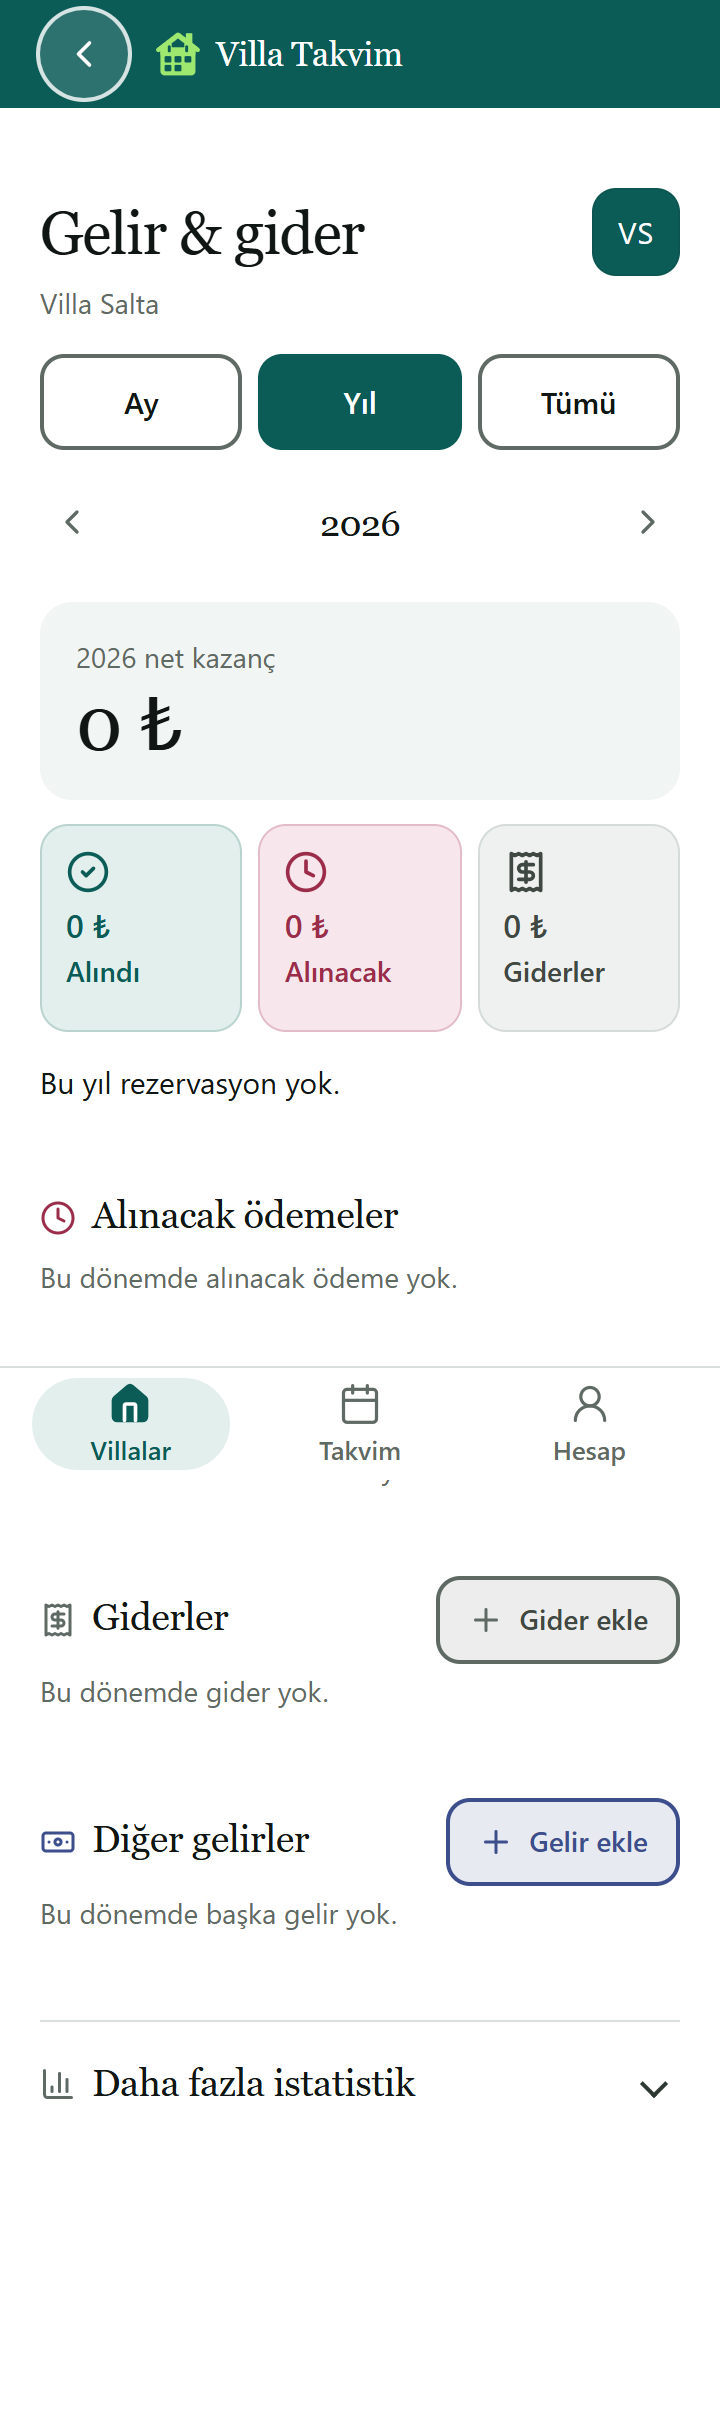 Villa Takvim
Gelir & gider
VS
Villa Salta
Ay
Yıl
Tümü
2026
2026 net kazanç
0 ₺
0 ₺
Alındı
0 ₺
Alınacak
0 ₺
Giderler
Bu yıl rezervasyon yok.
Alınacak ödemeler
Bu dönemde alınacak ödeme yok.
Villalar
Takvim
Hesap
Giderler
Gider ekle
Bu dönemde gider yok.
Diğer gelirler
Gelir ekle
Bu dönemde başka gelir yok.
Daha fazla istatistik